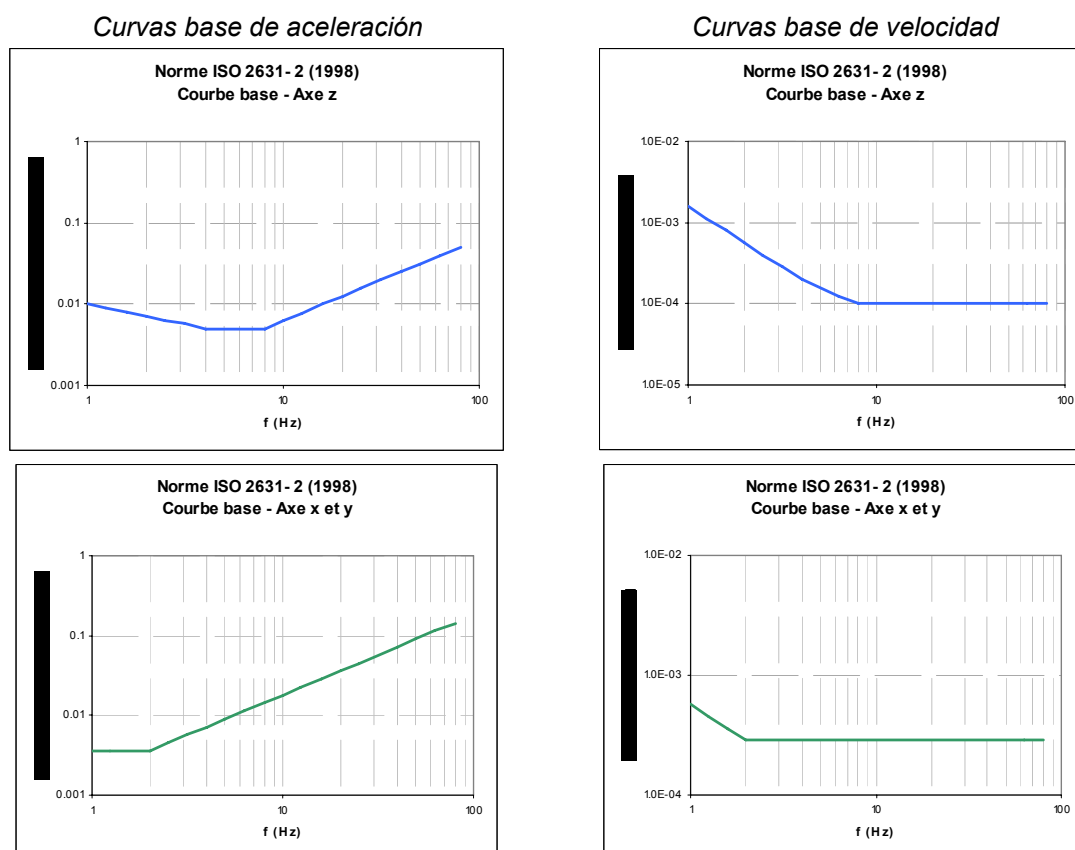 Curvas base de aceleración
Curvas base de velocidad
Norme ISO 2631- 2 (1998)
Courbe base - Axe z
1
0.1
0.01
0.001
1
10
100
f (Hz)
Norme ISO 2631- 2 (1998)
Courbe base - Axe z
1.0E-02
1.0E-03
1.0E-04
1.0E-05
1
10
100
f (Hz)
Norme ISO 2631- 2 (1998)
Courbe base - Axe x et y
1
0.1
0.01
0.001
1
10
100
f (Hz)
Norme ISO 2631- 2 (1998)
Courbe base - Axe x et y
1.0E-02
1.0E-03
1.0E-04
1
10
100
f (Hz)